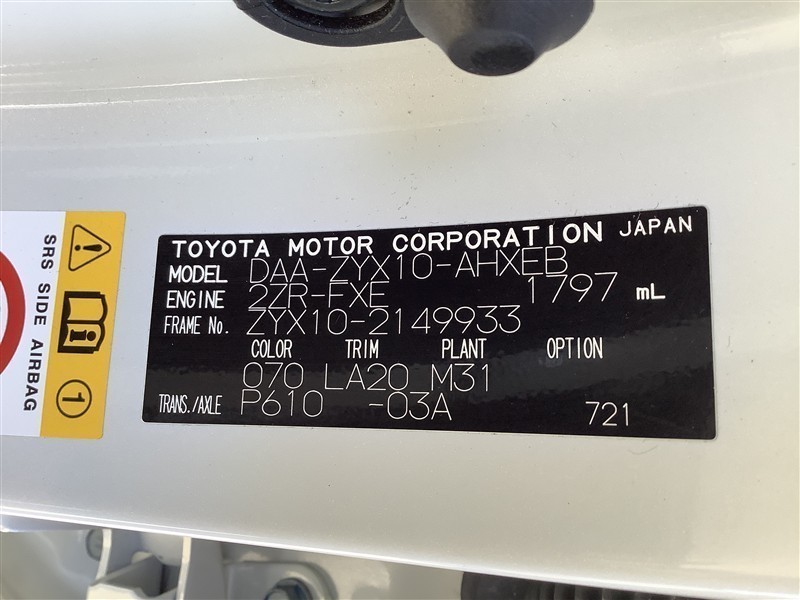 TOYOTA MOTOR CORPORATION JAPAN
MODEL DAA-ZYX10-AHXEB
ENGINE 2ZR-FXE 1797 mL
FRAME No. ZYX10-2149933
COLOR TRIM PLANT OPTION
070 LA20 M31
TRANS./AXLE P610 -03A 721
SRS SIDE AIRBAG
1